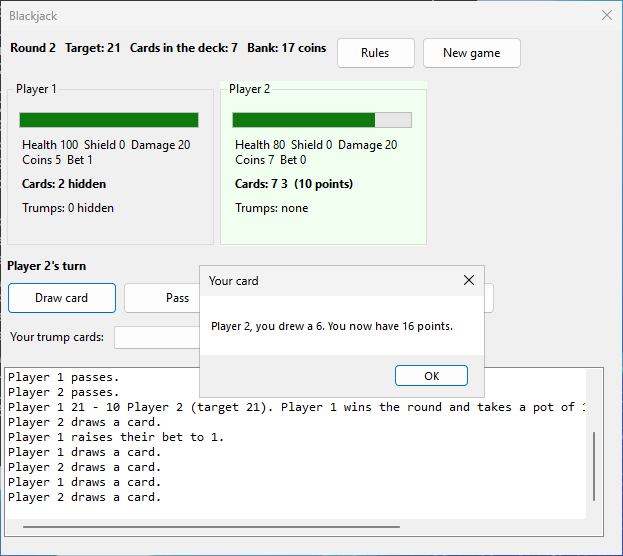 Blackjack
Round 2 Target: 21 Cards in the deck: 7 Bank: 17 coins Rules New game
Player 1
Health 100 Shield 0 Damage 20
Coins 5 Bet 1
Cards: 2 hidden
Trumps: 0 hidden
Player 2
Health 80 Shield 0 Damage 20
Coins 7 Bet 0
Cards: 7 3 (10 points)
Trumps: none
Player 2's turn
Draw card Pass
Your trump cards:
Your card
Player 2, you drew a 6. You now have 16 points.
OK
Player 1 passes.
Player 2 passes.
Player 1 21 - 10 Player 2 (target 21). Player 1 wins the round and takes a pot of
Player 2 draws a card.
Player 1 raises their bet to 1.
Player 1 draws a card.
Player 2 draws a card.
Player 1 draws a card.
Player 2 draws a card.